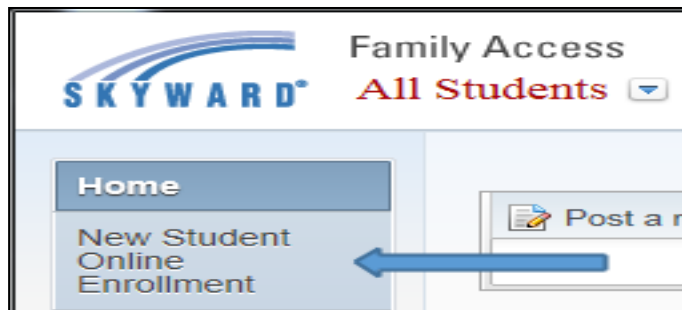 Family Access
SKYWARD®
All Students
Home
New Student
Online
Enrollment
Post a